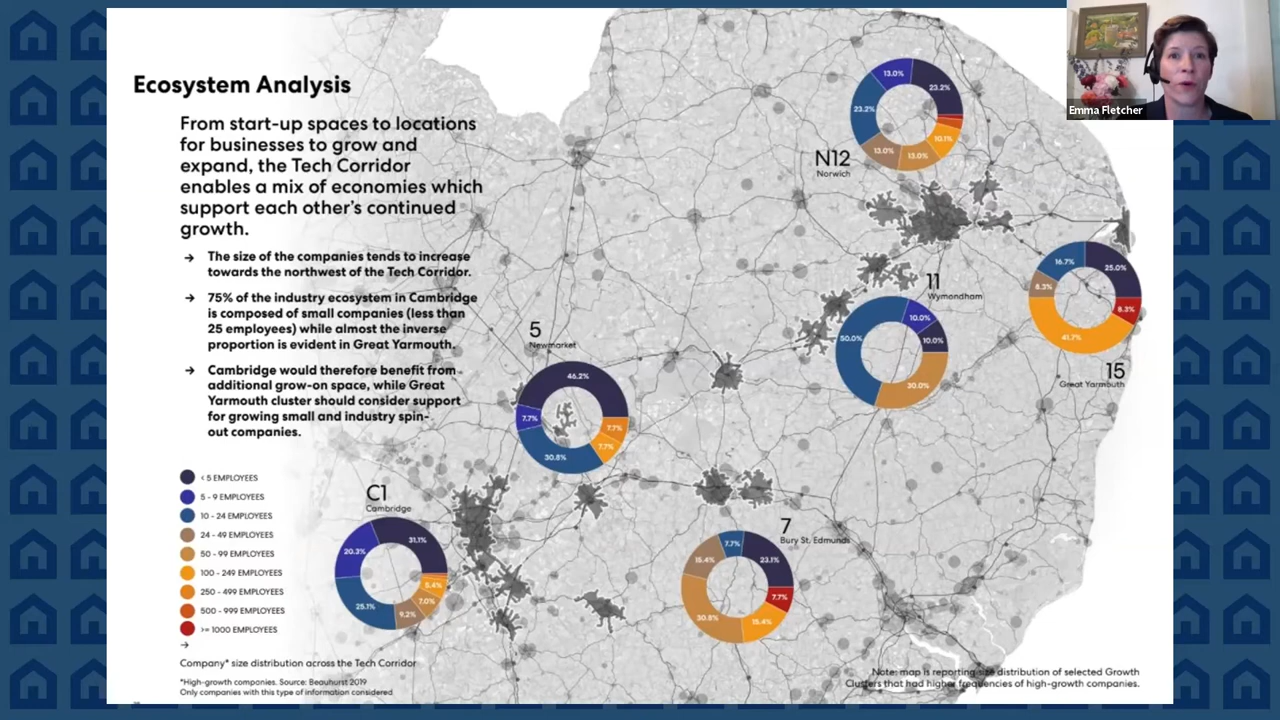 Ecosystem Analysis
From start-up spaces to locations
for businesses to grow and
expand, the Tech Corridor
enables a mix of economies which
support each other's continued
growth.
→ The size of the companies tends to increase
towards the northwest of the Tech Corridor.
→ 75% of the industry ecosystem in Cambridge
is composed of small companies (less than
25 employees) while almost the inverse
proportion is evident in Great Yarmouth.
→ Cambridge would therefore benefit from
additional grow-on space, while Great
Yarmouth cluster should consider support
for growing small and industry spin-
out companies.
< 5 EMPLOYEES
5 - 9 EMPLOYEES
10 - 24 EMPLOYEES
24 - 49 EMPLOYEES
50 - 99 EMPLOYEES
100 - 249 EMPLOYEES
250 - 499 EMPLOYEES
500 - 999 EMPLOYEES
>= 1000 EMPLOYEES
→
Company* size distribution across the Tech Corridor
*High-growth companies. Source: Beauhurst 2019
Only companies with this type of information considered
C1
Cambridge
31.1%
20.3%
25.1%
9.2%
7.0%
5.4%
5
Newmarket
46.2%
7.7%
7.7%
7.7%
30.8%
7
Bury St. Edmunds
7.7%
23.1%
15.4%
7.7%
30.8%
15.4%
N12
Norwich
13.0%
23.2%
23.2%
10.1%
13.0%
13.0%
11
Wymondham
10.0%
50.0%
10.0%
30.0%
16.7%
25.0%
8.3%
8.3%
41.7%
15
Great Yarmouth
Note: map is reporting size distribution of selected Growth
Clusters that had higher frequencies of high-growth companies.
Emma Fletcher